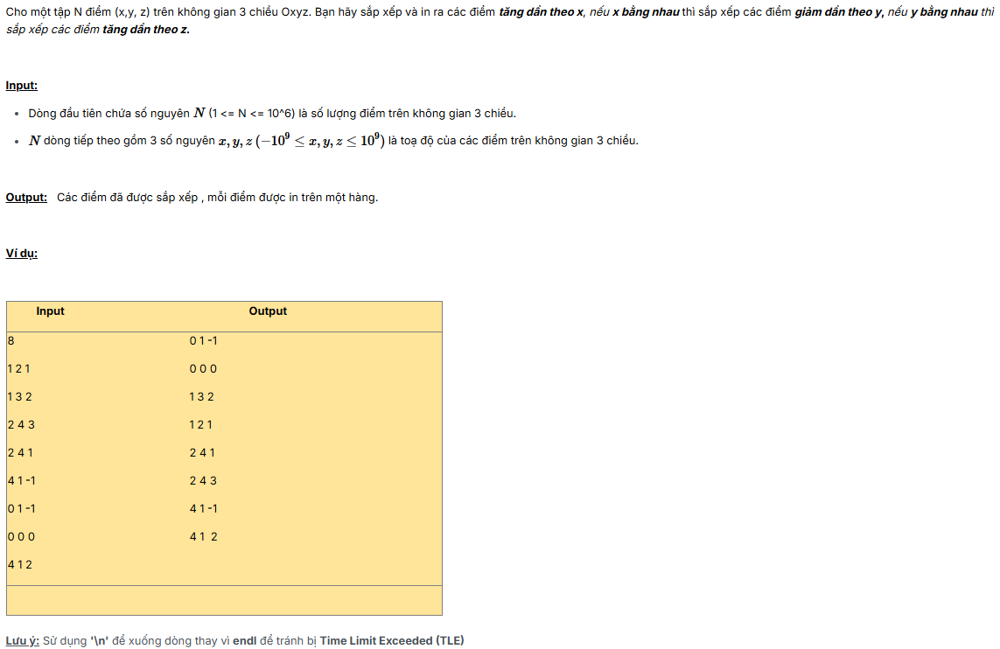 Cho một tập N điểm (x,y, z) trên không gian 3 chiều Oxyz. Bạn hãy sắp xếp và in ra các điểm tăng dần theo x, nếu x bằng nhau thì sắp xếp các điểm giảm dần theo y, nếu y bằng nhau thì
sắp xếp các điểm tăng dần theo z.
Input:
• Dòng đầu tiên chứa số nguyên N (1 <= N <= 10^6) là số lượng điểm trên không gian 3 chiều.
• N dòng tiếp theo gồm 3 số nguyên x, y, z (−10⁹ ≤ x, y, z ≤ 10⁹) là toạ độ của các điểm trên không gian 3 chiều.
Output: Các điểm đã được sắp xếp , mỗi điểm được in trên một hàng.
Ví dụ:
Input Output
8 0 1 -1
1 2 1 0 0 0
1 3 2 1 3 2
2 4 3 1 2 1
2 4 1 2 4 1
4 1 -1 2 4 3
0 1 -1 4 1 -1
0 0 0 4 1 2
4 1 2
Lưu ý: Sử dụng '\n' để xuống dòng thay vì endl để tránh bị Time Limit Exceeded (TLE)